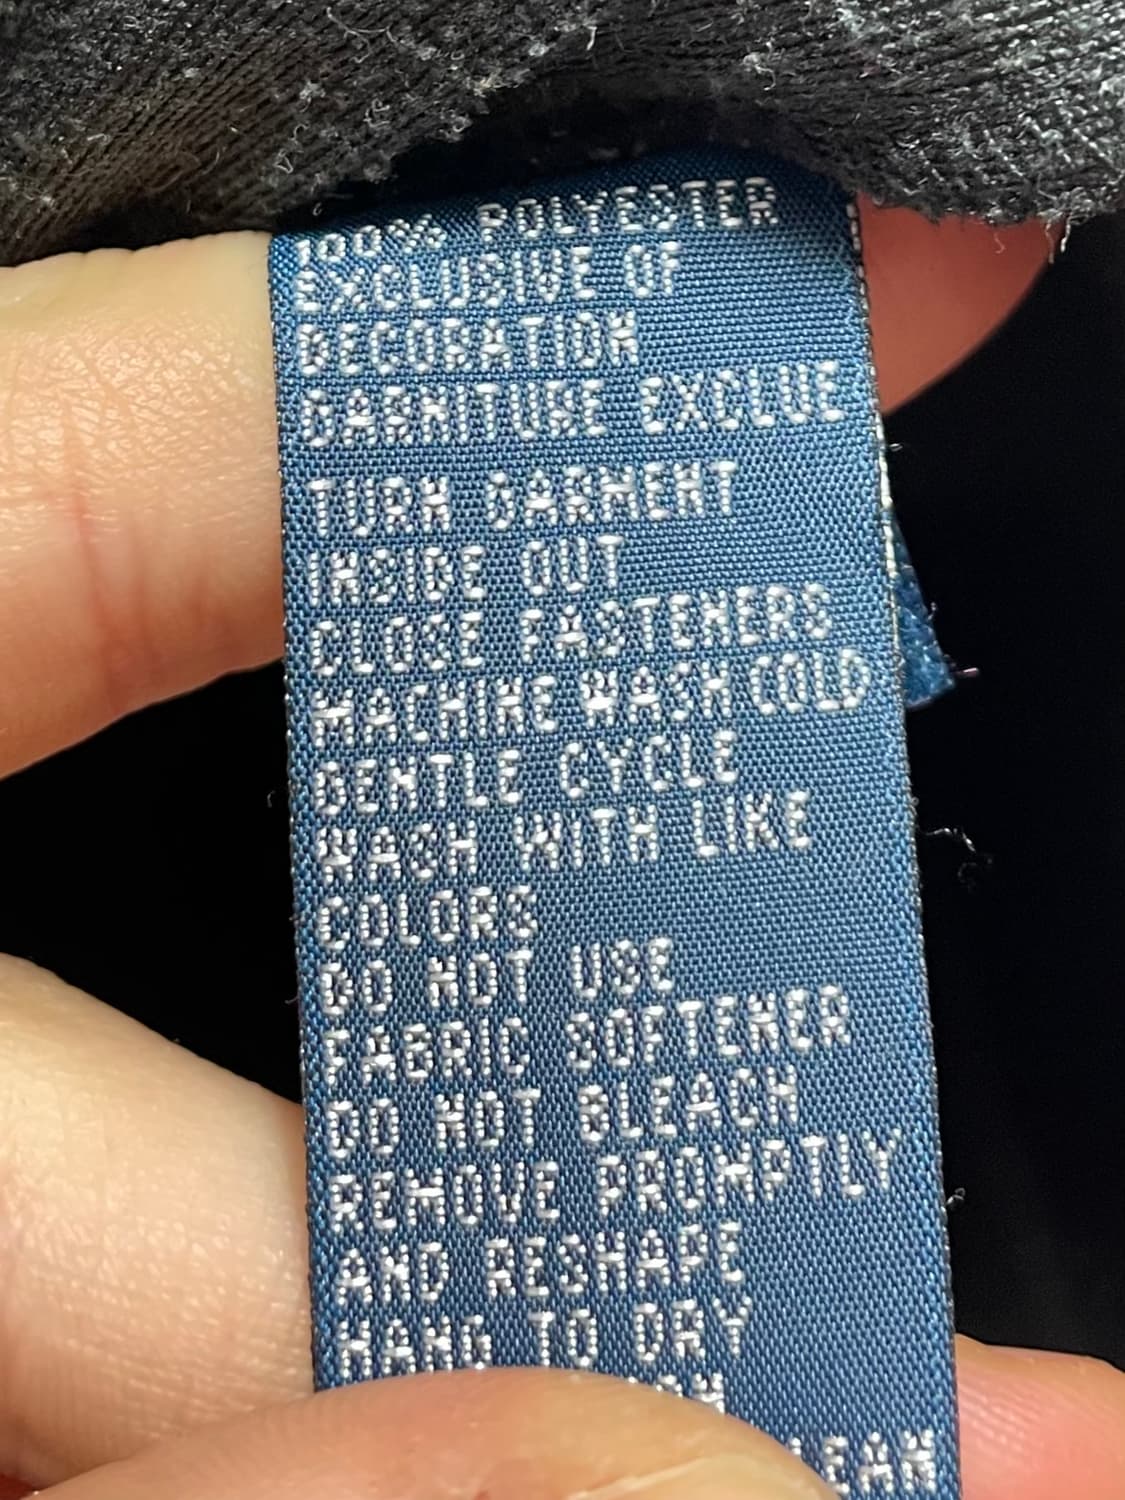 100% POLYESTER
EXCLUSIVE OF
DECORATION
GARNITURE EXCLUE
TURN GARMENT
INSIDE OUT
CLOSE FASTENERS
MACHINE WASH COLD
GENTLE CYCLE
WASH WITH LIKE
COLORS
DO NOT USE
FABRIC SOFTENER
DO NOT BLEACH
REMOVE PROMPTLY
AND RESHAPE
HANG TO DRY